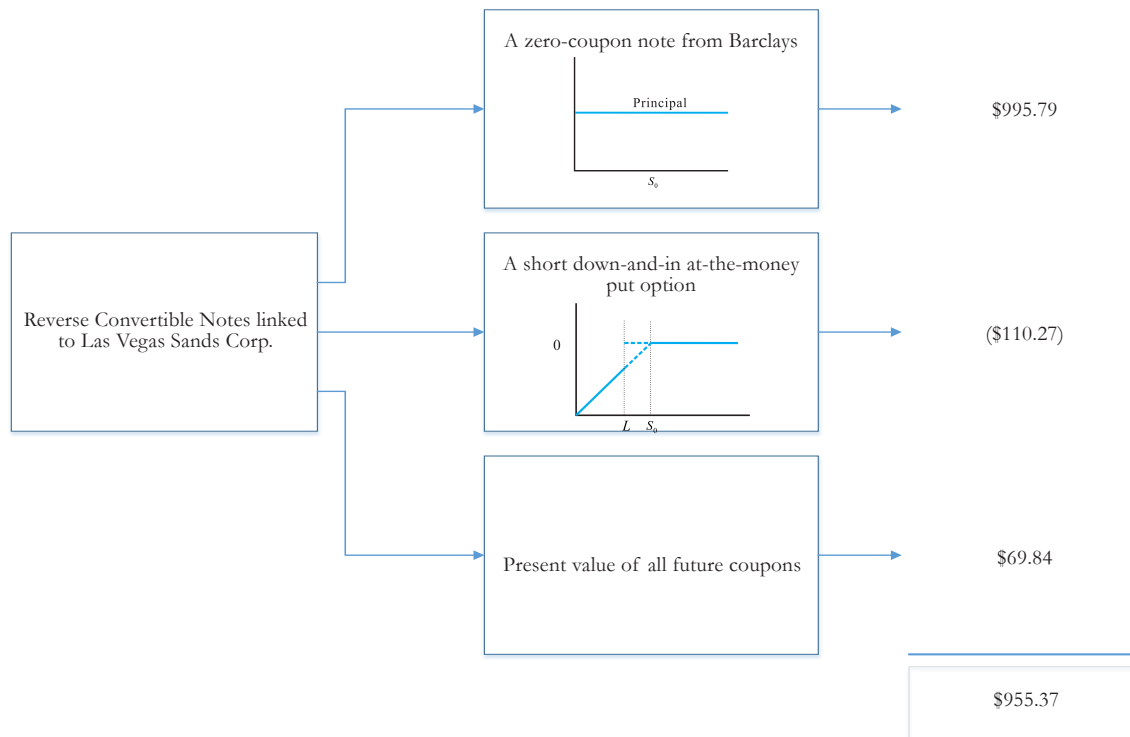 A zero-coupon note from Barclays
Principal
S₀
$995.79
Reverse Convertible Notes linked
to Las Vegas Sands Corp.
A short down-and-in at-the-money
put option
0
L S₀
($110.27)
Present value of all future coupons
$69.84
$955.37